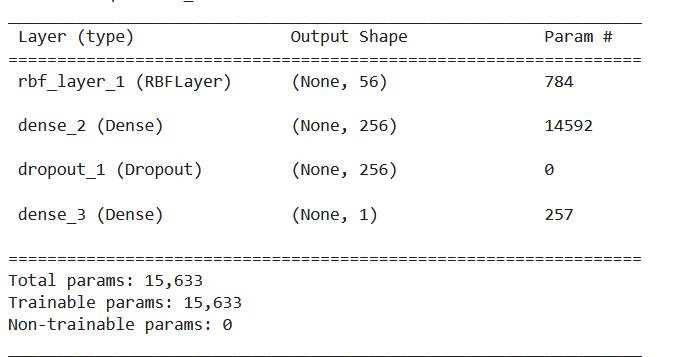 Layer (type) Output Shape Param #
=================================================================
rbf_layer_1 (RBFLayer) (None, 56) 784
dense_2 (Dense) (None, 256) 14592
dropout_1 (Dropout) (None, 256) 0
dense_3 (Dense) (None, 1) 257
=================================================================
Total params: 15,633
Trainable params: 15,633
Non-trainable params: 0